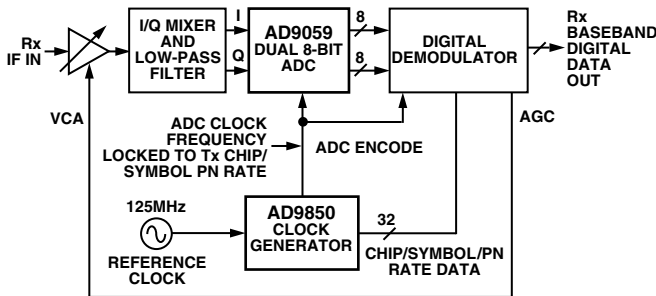 Rx
IF IN
VCA
I/Q MIXER
AND
LOW-PASS
FILTER
I
Q
AD9059
DUAL 8-BIT
ADC
8
8
DIGITAL
DEMODULATOR
Rx
BASEBAND
DIGITAL
DATA
OUT
AGC
ADC CLOCK
FREQUENCY
LOCKED TO Tx CHIP/
SYMBOL PN RATE
ADC ENCODE
125MHz
REFERENCE
CLOCK
AD9850
CLOCK
GENERATOR
32
CHIP/SYMBOL/PN
RATE DATA